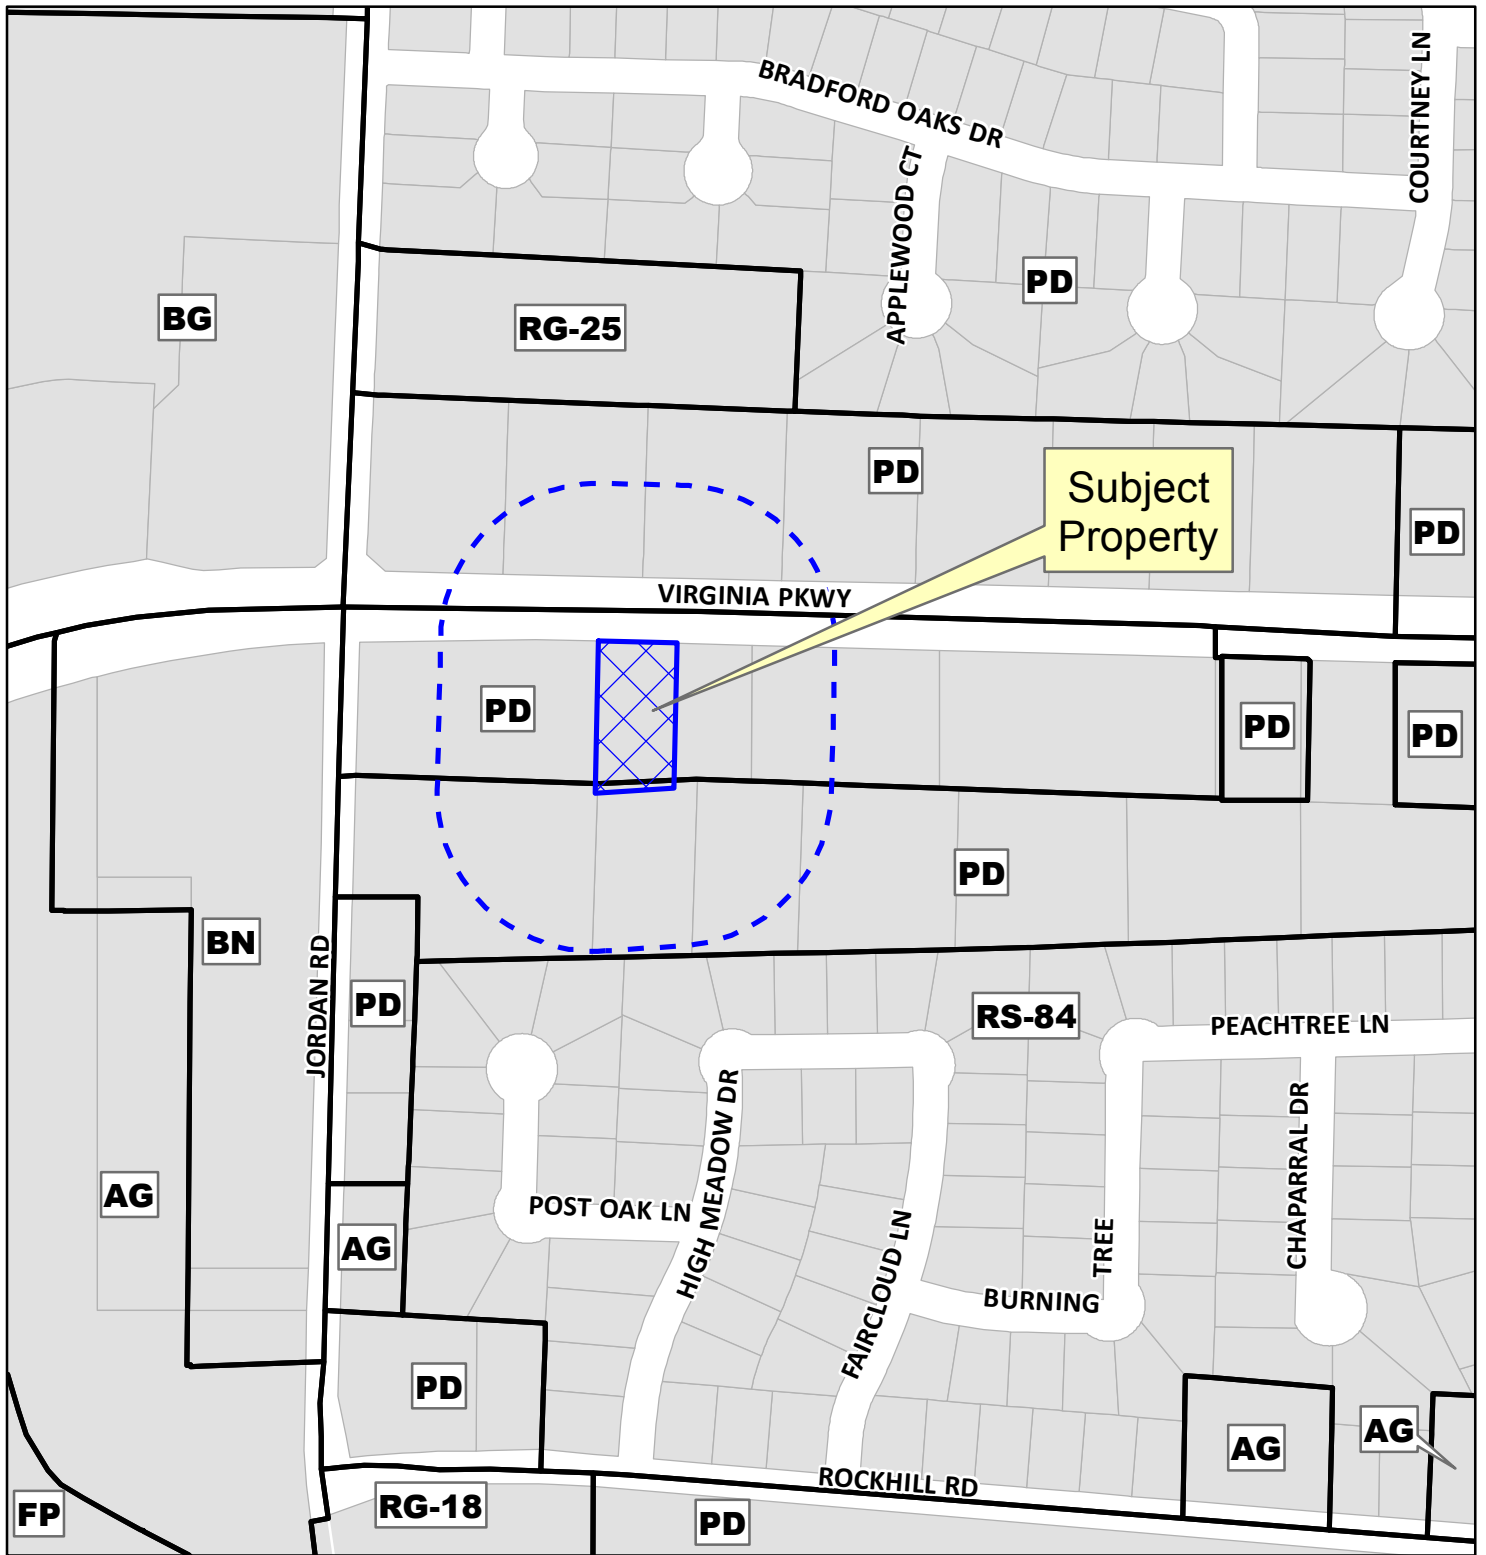 COURTNEY LN
BRADFORD OAKS DR
APPLEWOOD CT
PD
BG
RG-25
PD
Subject
Property
PD
VIRGINIA PKWY
PD
PD
PD
PD
BN
JORDAN RD
PD
RS-84
PEACHTREE LN
HIGH MEADOW DR
CHAPARRAL DR
AG
POST OAK LN
FAIRCLOUD LN
TREE
AG
BURNING
PD
AG
AG
ROCKHILL RD
FP
RG-18
PD